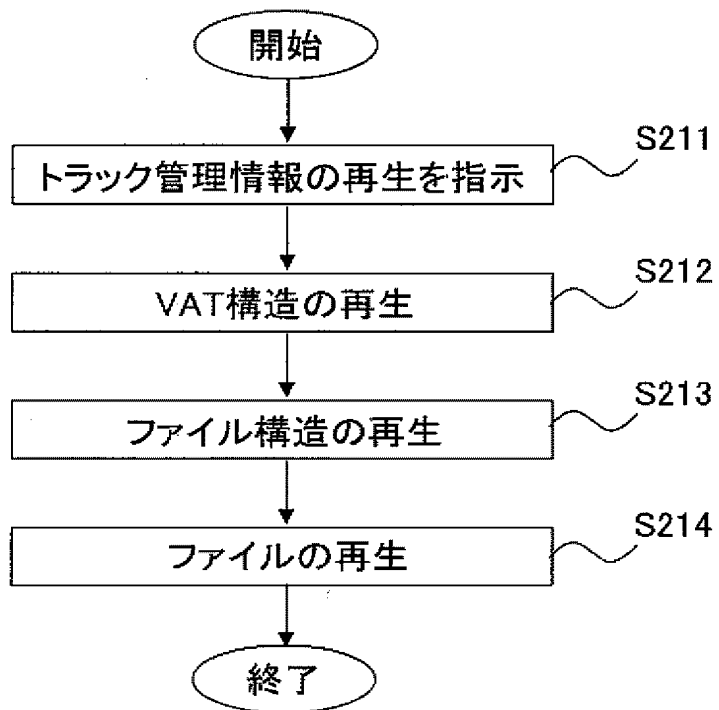 開始
S211
トラック管理情報の再生を指示
S212
VAT構造の再生
S213
ファイル構造の再生
S214
ファイルの再生
終了